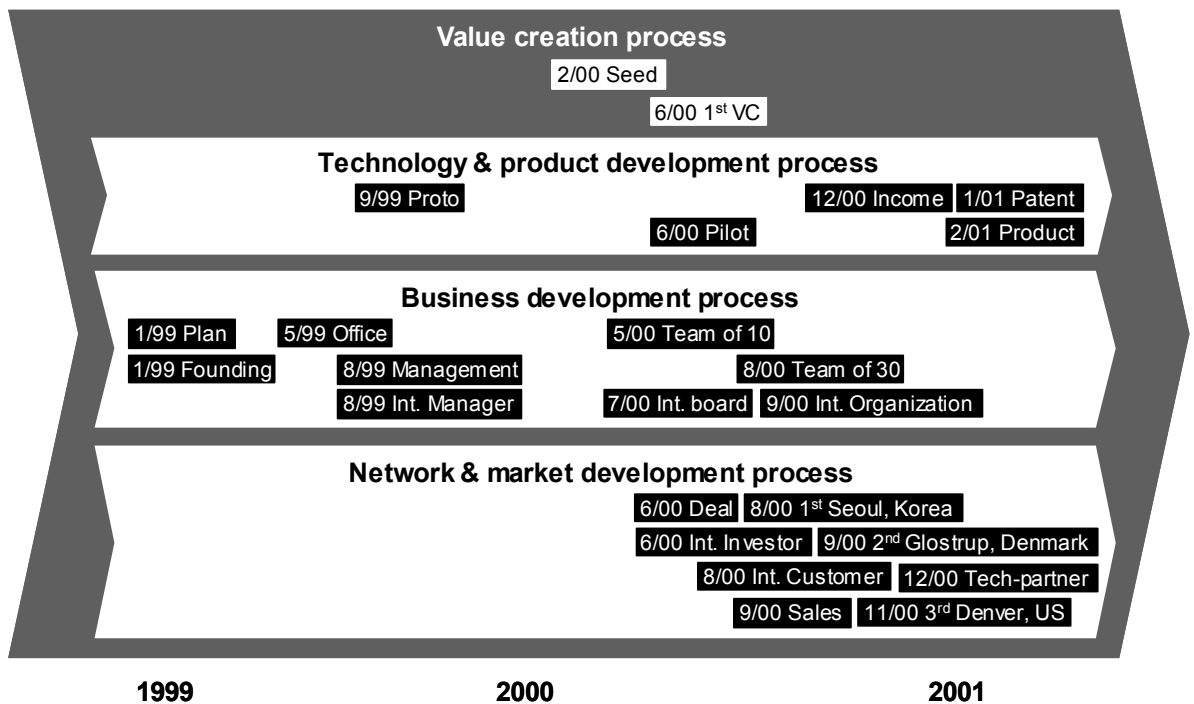 Value creation process
2/00 Seed
6/00 1st VC
Technology & product development process
9/99 Proto
12/00 Income
1/01 Patent
6/00 Pilot
2/01 Product
Business development process
1/99 Plan
5/99 Office
5/00 Team of 10
1/99 Founding
8/99 Management
8/00 Team of 30
8/99 Int. Manager
7/00 Int. board
9/00 Int. Organization
Network & market development process
6/00 Deal
8/00 1st Seoul, Korea
6/00 Int. Investor
9/00 2nd Glostrup, Denmark
8/00 Int. Customer
12/00 Tech-partner
9/00 Sales
11/00 3rd Denver, US
1999
2000
2001